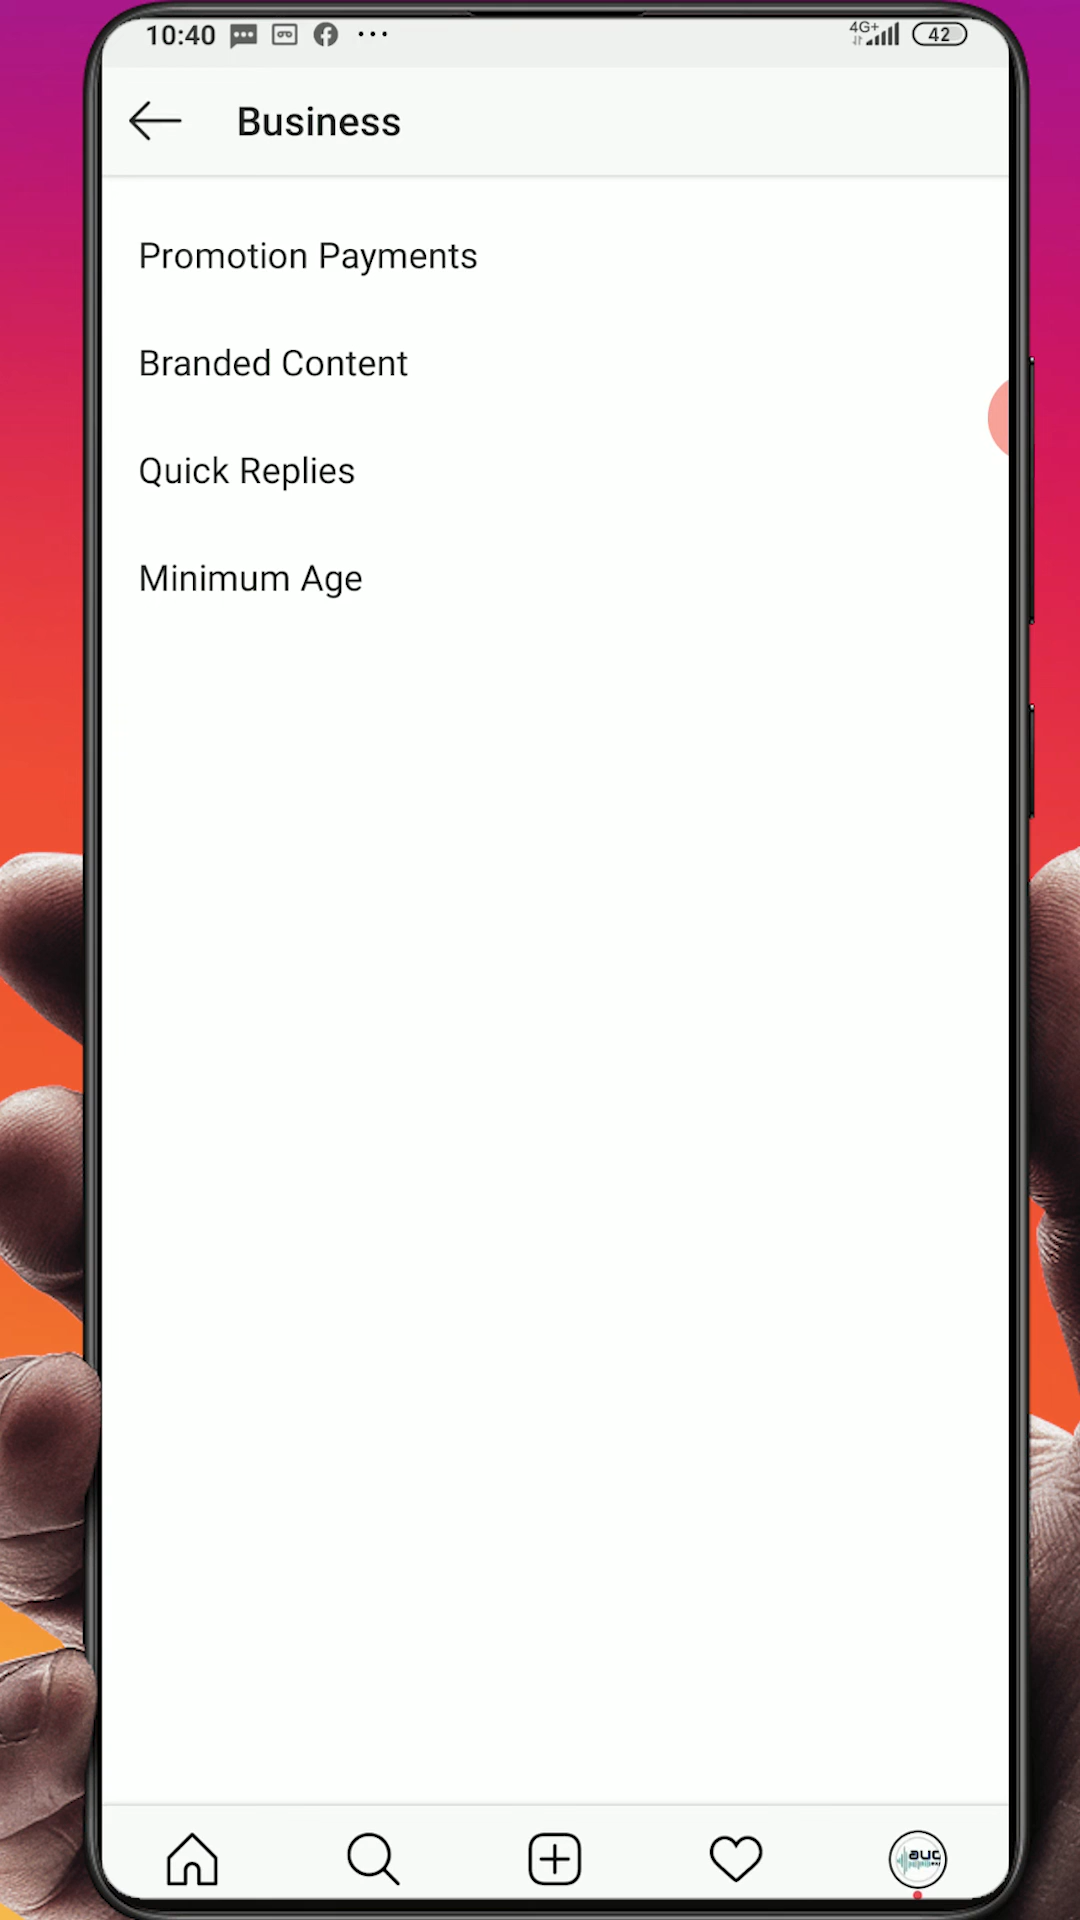 10:40 4G+ 42
Business
Promotion Payments
Branded Content
Quick Replies
Minimum Age
auc